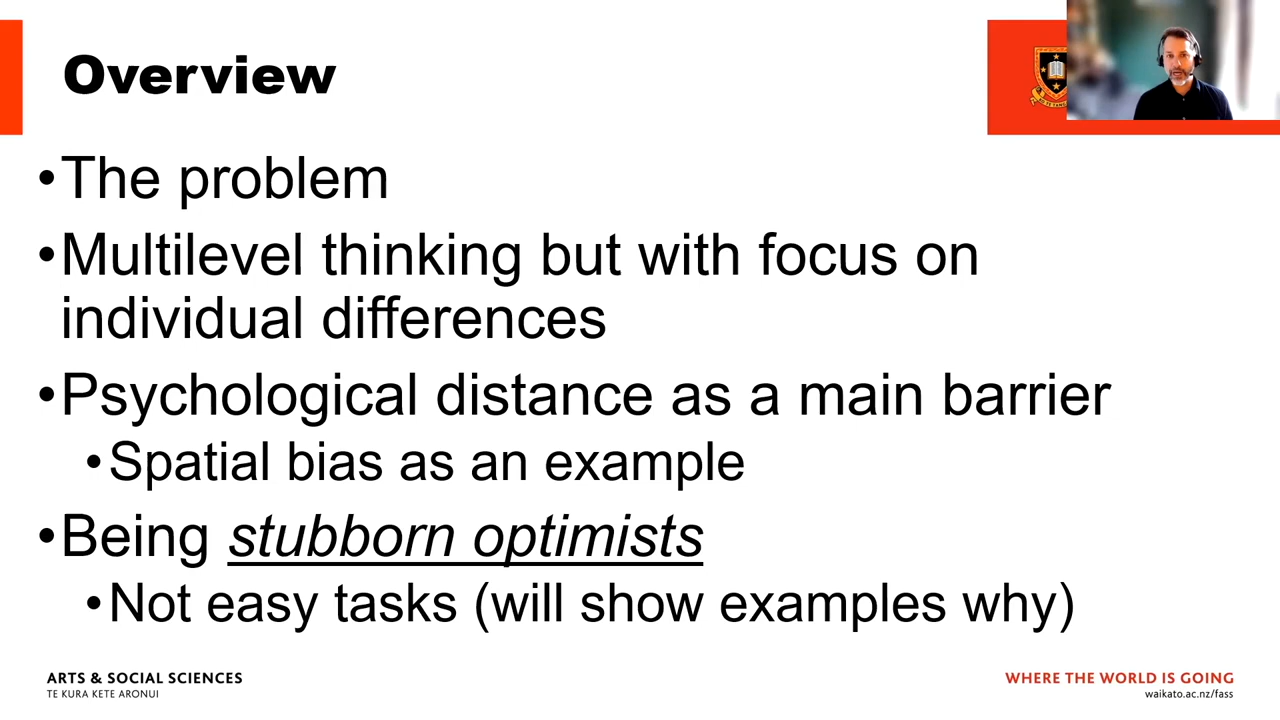 Overview
•The problem
•Multilevel thinking but with focus on
individual differences
•Psychological distance as a main barrier
•Spatial bias as an example
•Being stubborn optimists
•Not easy tasks (will show examples why)
ARTS & SOCIAL SCIENCES
TE KURA KETE ARONUI
WHERE THE WORLD IS GOING
waikato.ac.nz/fass